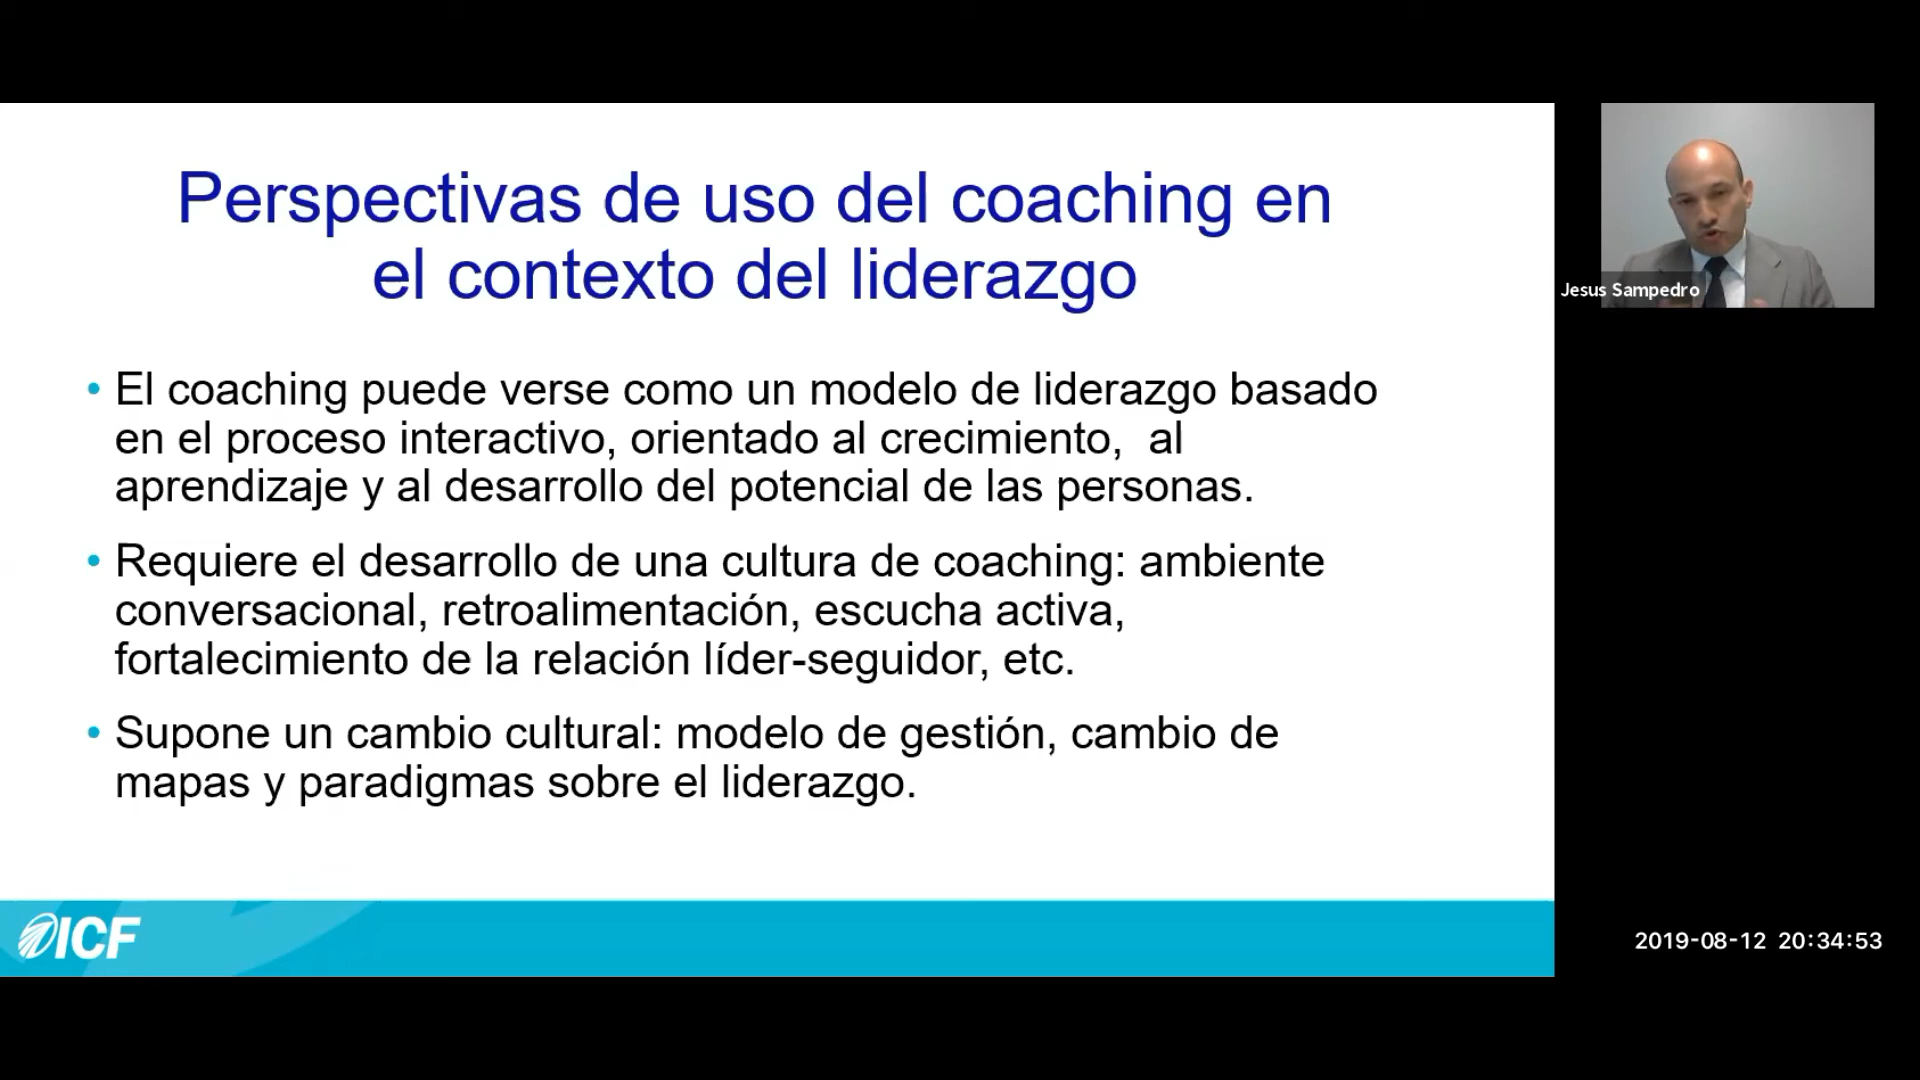 Perspectivas de uso del coaching en
el contexto del liderazgo
• El coaching puede verse como un modelo de liderazgo basado
en el proceso interactivo, orientado al crecimiento,  al
aprendizaje y al desarrollo del potencial de las personas.
• Requiere el desarrollo de una cultura de coaching: ambiente
conversacional, retroalimentación, escucha activa,
fortalecimiento de la relación líder-seguidor, etc.
• Supone un cambio cultural: modelo de gestión, cambio de
mapas y paradigmas sobre el liderazgo.
ICF
Jesus Sampedro
2019-08-12 20:34:53